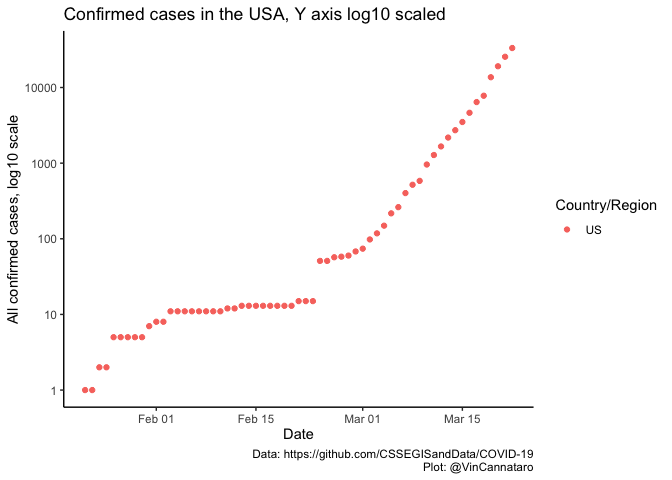 Confirmed cases in the USA, Y axis log10 scaled
All confirmed cases, log10 scale
10000
1000
100
10
1
Feb 01
Feb 15
Mar 01
Mar 15
Date
Country/Region
US
Data: https://github.com/CSSEGISandData/COVID-19
Plot: @VinCannataro